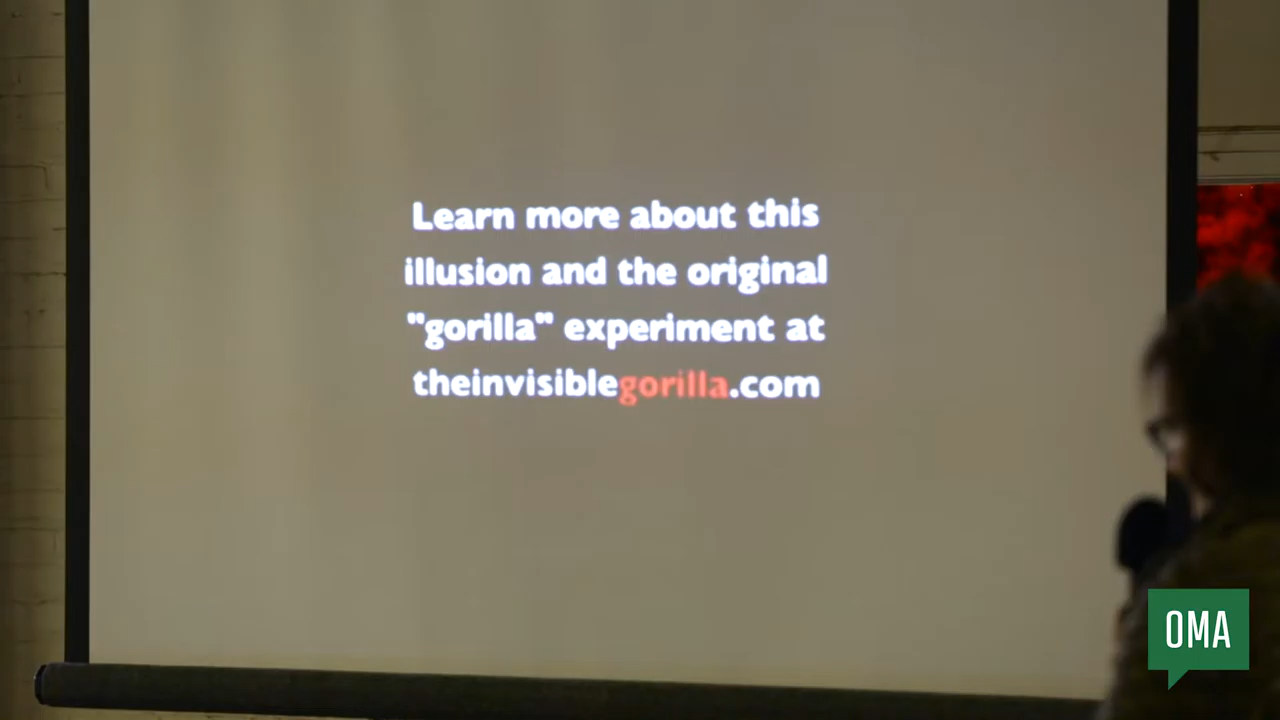 Learn more about this
illusion and the original
"gorilla" experiment at
theinvisiblegorilla.com
OMA